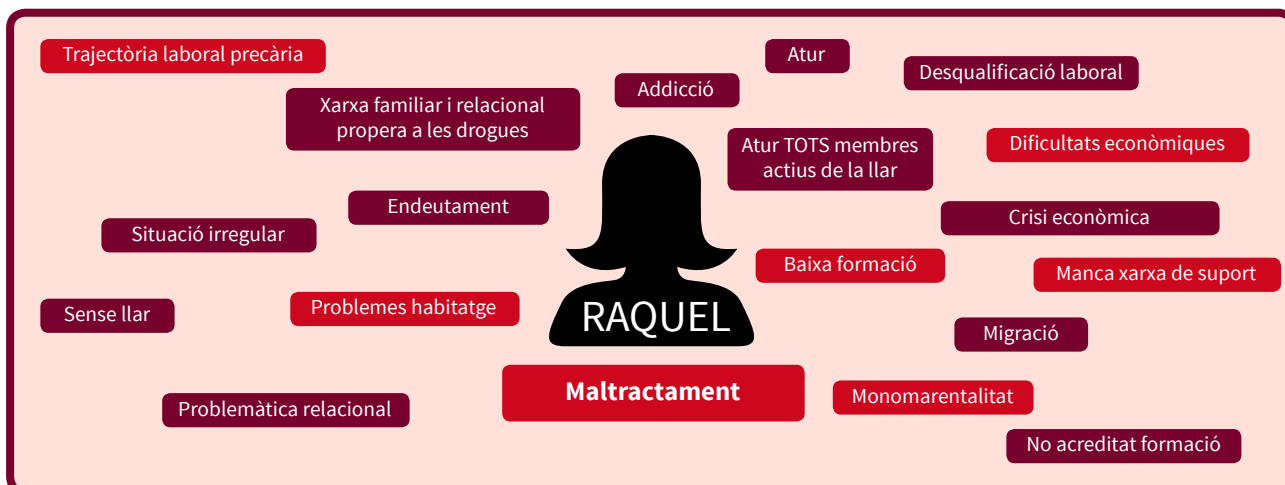 Trajectòria laboral precària
Atur
Desqualificació laboral
Addicció
Xarxa familiar i relacional
propera a les drogues
Atur TOTS membres
actius de la llar
Dificultats econòmiques
Endeutament
Crisi econòmica
Situació irregular
Baixa formació
Manca xarxa de suport
Sense llar
Problemes habitatge
RAQUEL
Migració
Maltractament
Monomarentalitat
Problemàtica relacional
No acreditat formació